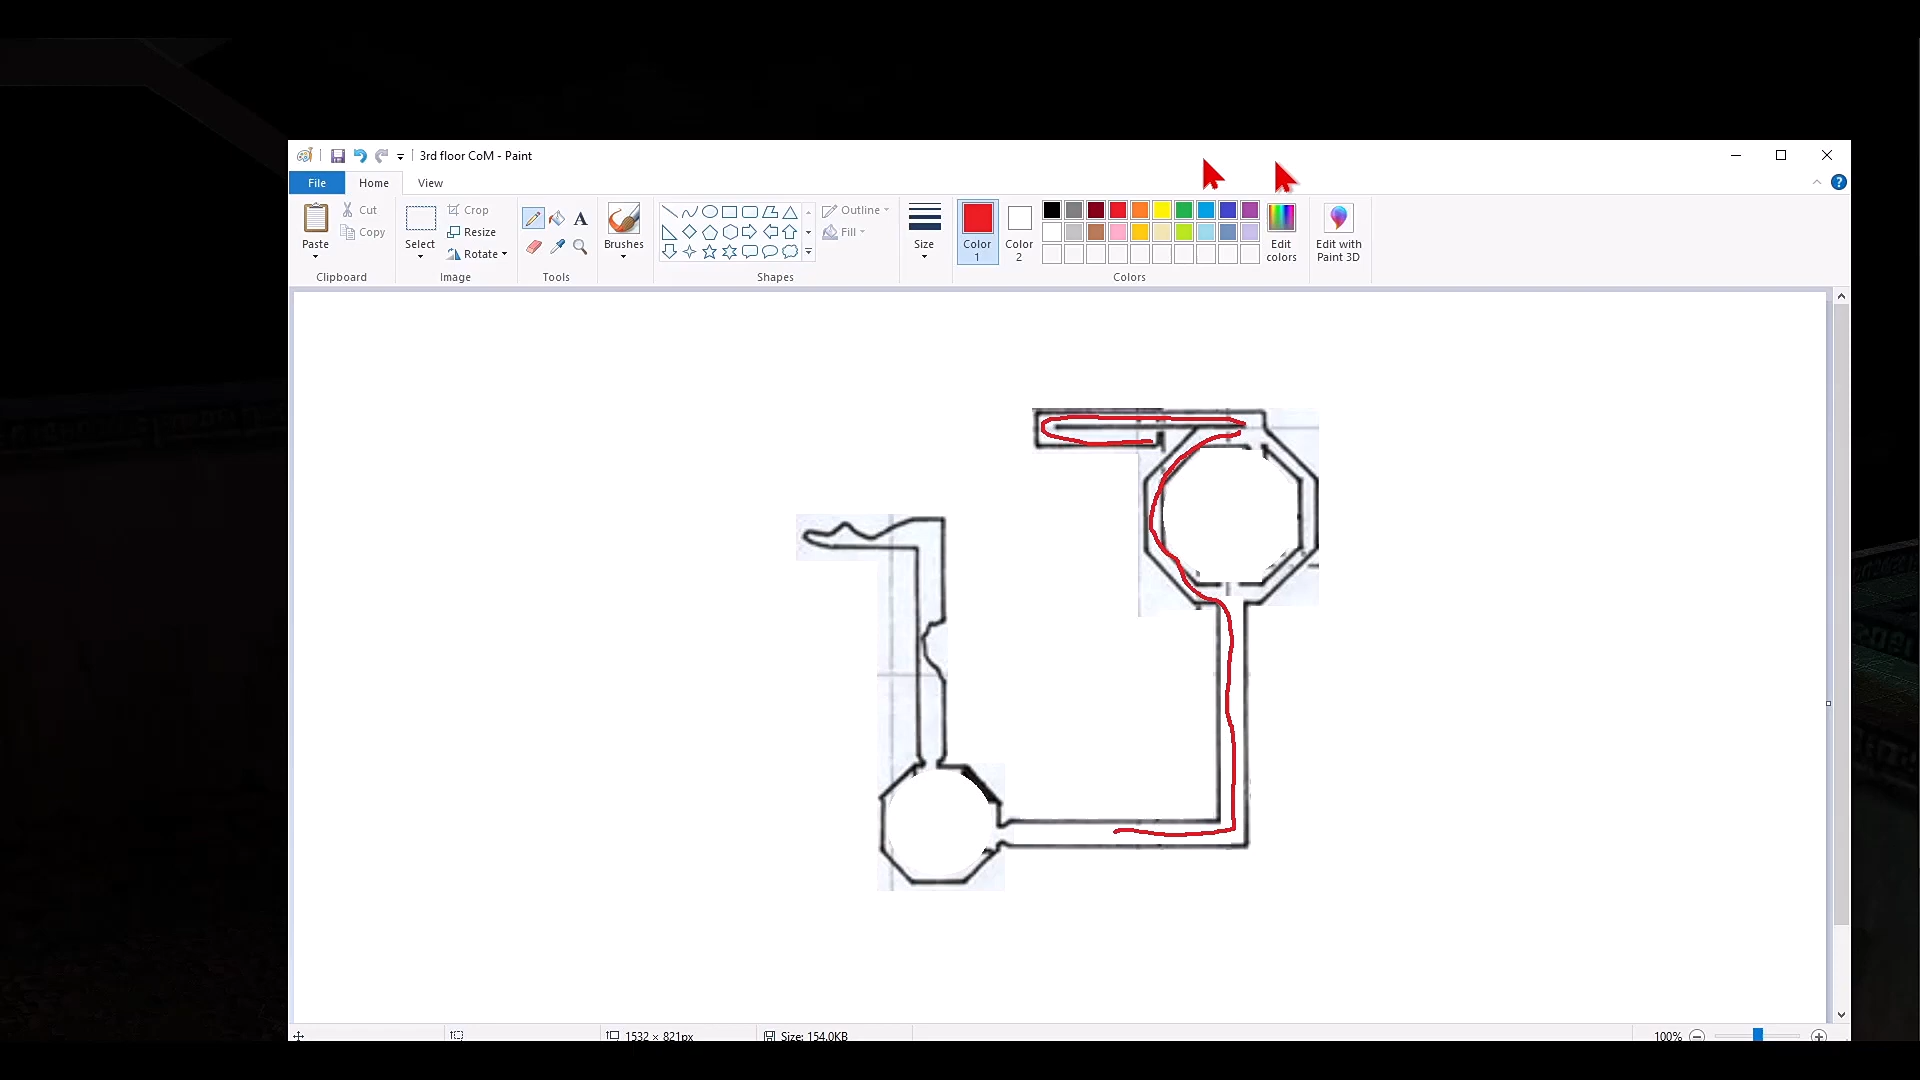 3rd floor CoM - Paint
File
Home
View
Paste
Cut
Copy
Clipboard
Select
Crop
Resize
Rotate
Image
A
Tools
Brushes
Outline
Fill
Shapes
Size
Color 1
Color 2
Edit colors
Edit with Paint 3D
Colors
?
1532 × 821px
Size: 154.0KB
100%